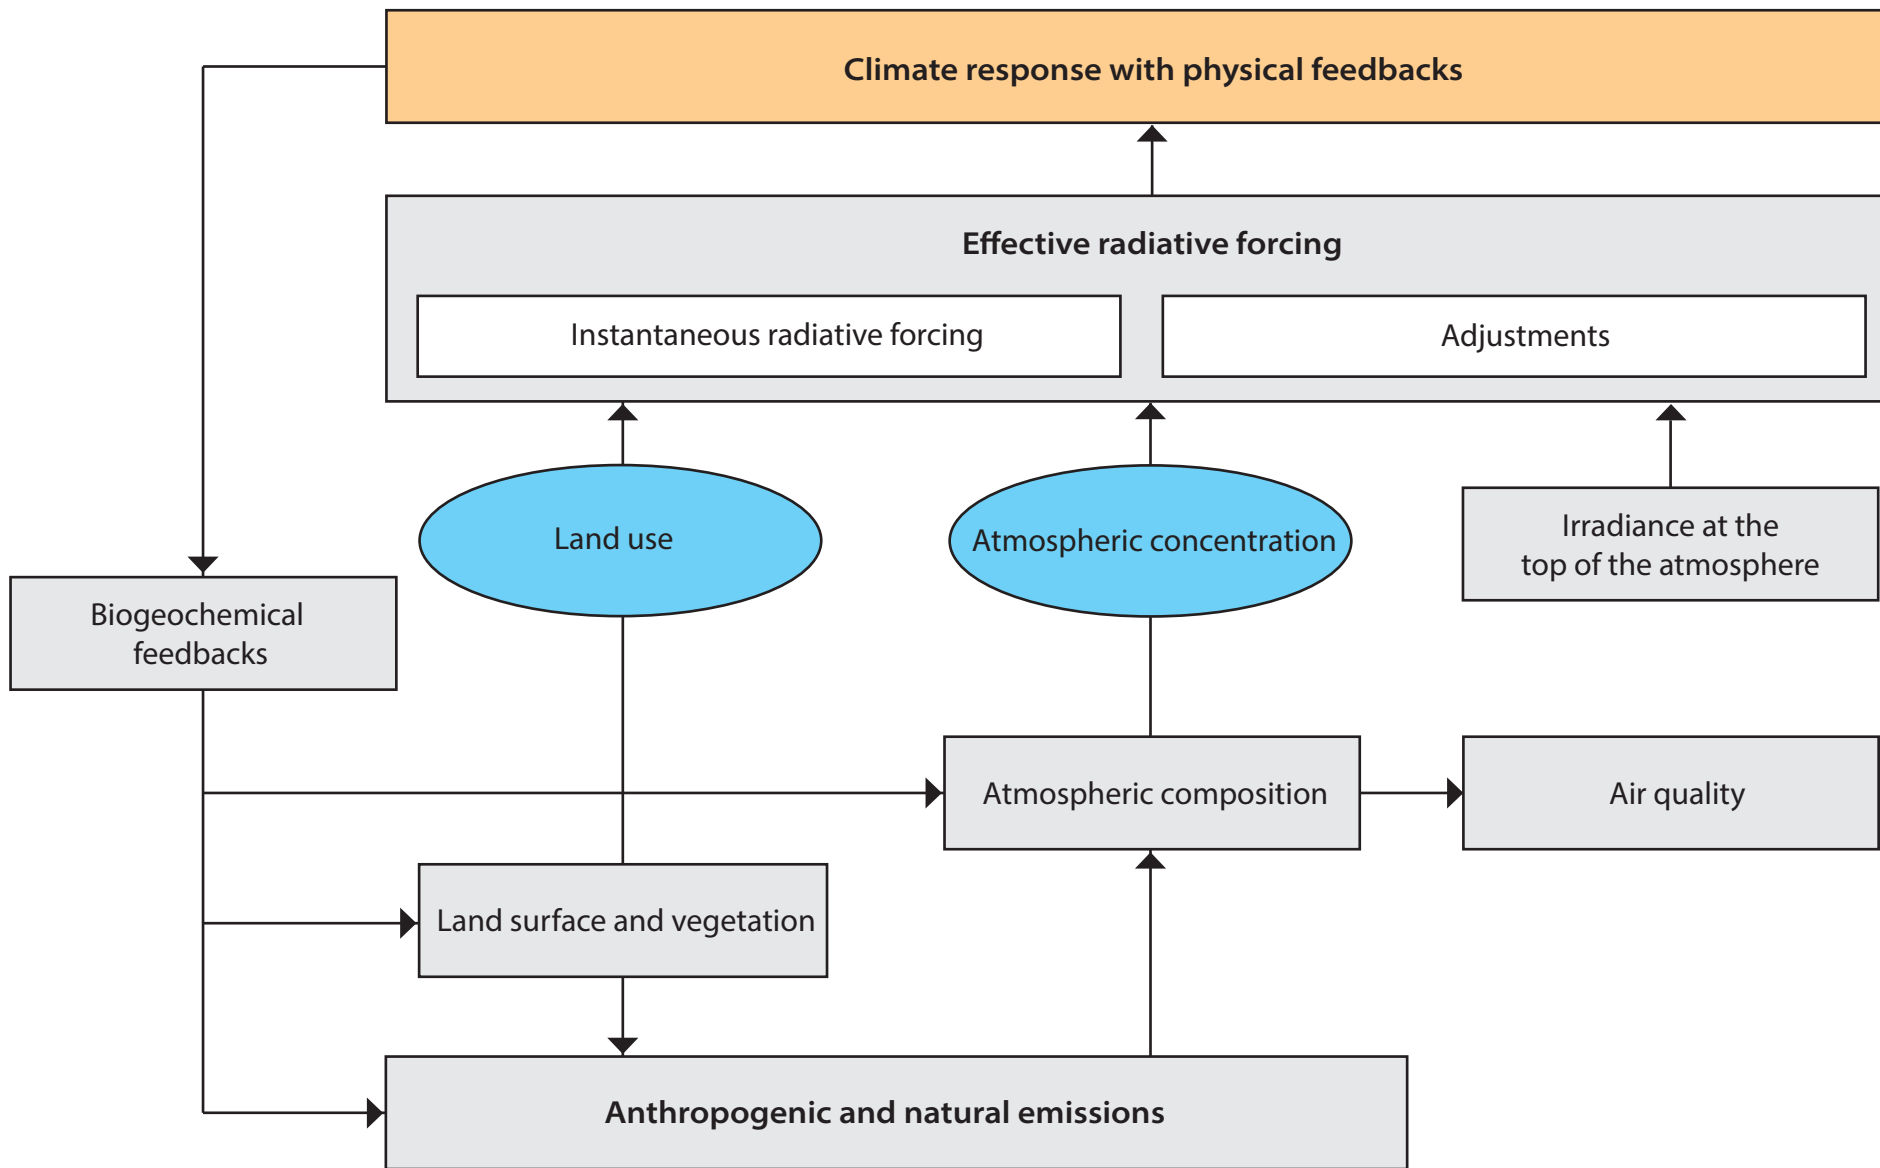 Climate response with physical feedbacks
Effective radiative forcing
Instantaneous radiative forcing
Adjustments
Land use
Atmospheric concentration
Irradiance at the
top of the atmosphere
Biogeochemical
feedbacks
Atmospheric composition
Air quality
Land surface and vegetation
Anthropogenic and natural emissions